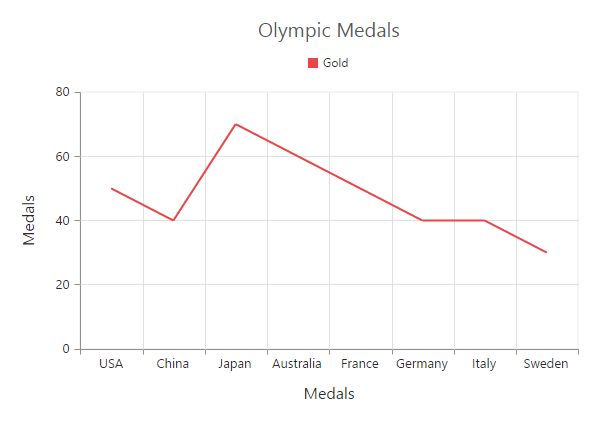 Olympic Medals
Gold
80
60
40
20
0
Medals
USA China Japan Australia France Germany Italy Sweden
Medals